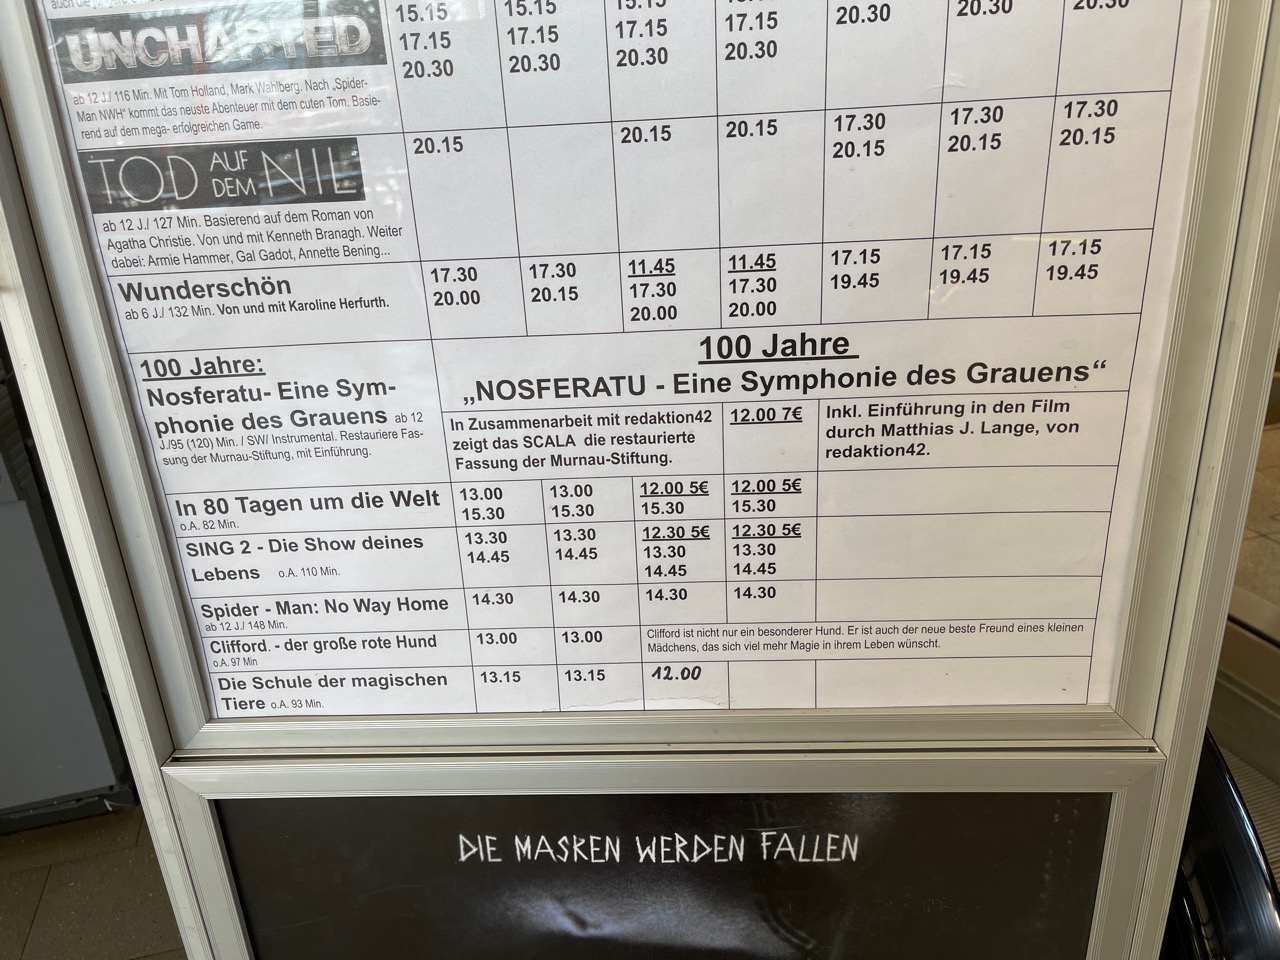 15.15 15.15 15.15
17.15 20.30 20.30 20.30
UNCHARTED
17.15 17.15 17.15 20.30
20.30 20.30 20.30
ab 12 J./ 116 Min. Mit Tom Holland, Mark Wahlberg. Nach „Spider-
Man NWH“ kommt das neuste Abenteuer mit dem cuten Tom. Basie-
rend auf dem mega- erfolgreichen Game.
TOD AUF DEM NIL
20.15 20.15 20.15 17.30 17.30 17.30
20.15 20.15 20.15
ab 12 J./ 127 Min. Basierend auf dem Roman von
Agatha Christie. Von und mit Kenneth Branagh. Weiter
dabei: Armie Hammer, Gal Gadot, Annette Bening...
Wunderschön
17.30 17.30 11.45 11.45 17.15 17.15 17.15
20.00 20.15 17.30 17.30 19.45 19.45 19.45
20.00 20.00
ab 6 J./ 132 Min. Von und mit Karoline Herfurth.
100 Jahre:
Nosferatu- Eine Sym-
phonie des Grauens ab 12
J./95 (120) Min. / SW/ Instrumental. Restauriere Fas-
sung der Murnau-Stiftung, mit Einführung.
100 Jahre
„NOSFERATU - Eine Symphonie des Grauens“
In Zusammenarbeit mit redaktion42
zeigt das SCALA die restaurierte
Fassung der Murnau-Stiftung.
12.00 7€
Inkl. Einführung in den Film
durch Matthias J. Lange, von
redaktion42.
In 80 Tagen um die Welt 13.00 13.00 12.00 5€ 12.00 5€
o.A. 82 Min. 15.30 15.30 15.30 15.30
SING 2 - Die Show deines 13.30 13.30 12.30 5€ 12.30 5€
Lebens o.A. 110 Min. 14.45 14.45 13.30 13.30
14.45 14.45
Spider - Man: No Way Home 14.30 14.30 14.30 14.30
ab 12 J./ 148 Min.
Clifford. - der große rote Hund 13.00 13.00
o.A. 97 Min
Clifford ist nicht nur ein besonderer Hund. Er ist auch der neue beste Freund eines kleinen
Mädchens, das sich viel mehr Magie in ihrem Leben wünscht.
Die Schule der magischen 13.15 13.15 12.00
Tiere o.A. 93 Min.
DIE MASKEN WERDEN FALLEN